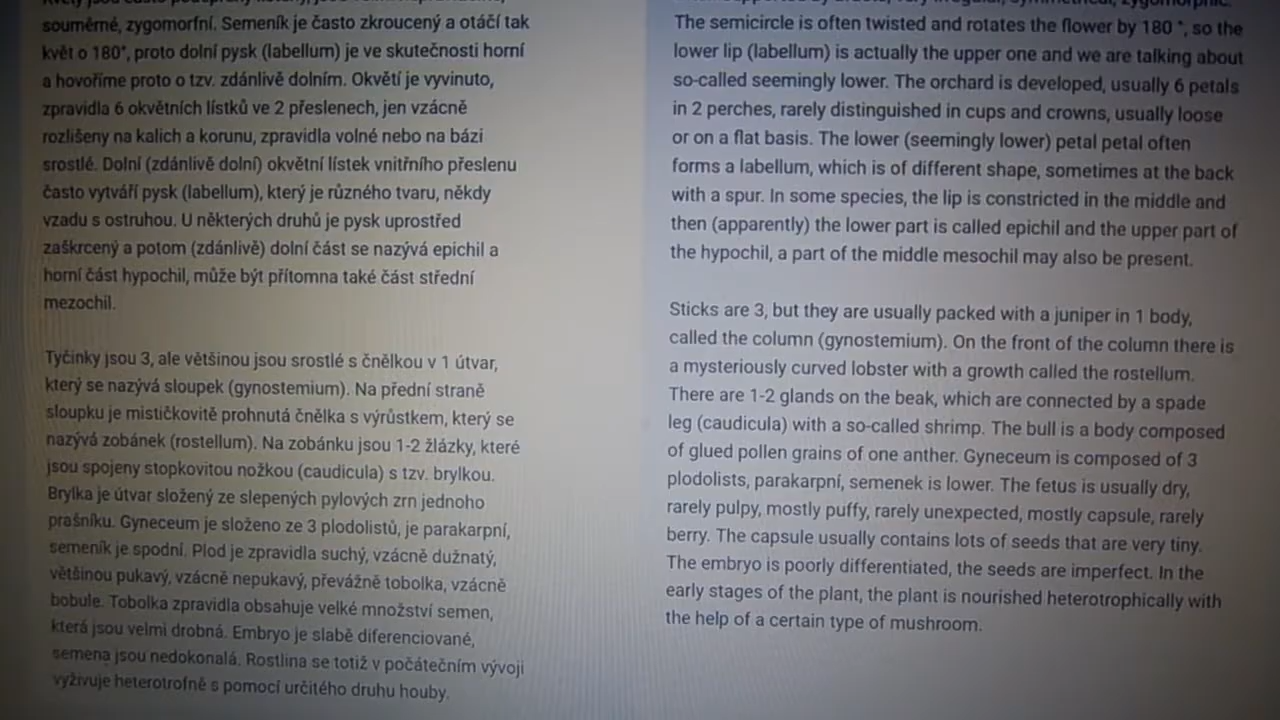 souměrné, zygomorfní. Semeník je často zkroucený a otáčí tak
květ o 180°, proto dolní pysk (labellum) je ve skutečnosti horní
a hovoříme proto o tzv. zdánlivě dolním. Okvětí je vyvinuto,
zpravidla 6 okvětních lístků ve 2 přeslenech, jen vzácně
rozlišeny na kalich a korunu, zpravidla volné nebo na bázi
srostlé. Dolní (zdánlivě dolní) okvětní lístek vnitřního přeslenu
často vytváří pysk (labellum), který je různého tvaru, někdy
vzadu s ostruhou. U některých druhů je pysk uprostřed
zaškrcený a potom (zdánlivě) dolní část se nazývá epichil a
horní část hypochil, může být přítomna také část střední
mezochil.
Tyčinky jsou 3, ale většinou jsou srostlé s čnělkou v 1 útvar,
který se nazývá sloupek (gynostemium). Na přední straně
sloupku je mističkovitě prohnutá čnělka s výrůstkem, který se
nazývá zobánek (rostellum). Na zobánku jsou 1-2 žlázky, které
jsou spojeny stopkovitou nožkou (caudicula) s tzv. brylkou.
Brylka je útvar složený ze slepených pylových zrn jednoho
prašníku. Gyneceum je složeno ze 3 plodolistů, je parakarpní,
semeník je spodní. Plod je zpravidla suchý, vzácně dužnatý,
většinou pukavý, vzácně nepukavý, převážně tobolka, vzácně
bobule. Tobolka zpravidla obsahuje velké množství semen,
která jsou velmi drobná. Embryo je slabě diferenciované,
semena jsou nedokonalá. Rostlina se totiž v počátečním vývoji
vyživuje heterotrofně s pomocí určitého druhu houby.
The semicircle is often twisted and rotates the flower by 180 °; so the
lower lip (labellum) is actually the upper one and we are talking about
so-called seemingly lower. The orchard is developed, usually 6 petals
in 2 perches, rarely distinguished in cups and crowns, usually loose
or on a flat basis. The lower (seemingly lower) petal petal often
forms a labellum, which is of different shape, sometimes at the back
with a spur. In some species, the lip is constricted in the middle and
then (apparently) the lower part is called epichil and the upper part of
the hypochil, a part of the middle mesochil may also be present.
Sticks are 3, but they are usually packed with a juniper in 1 body,
called the column (gynostemium). On the front of the column there is
a mysteriously curved lobster with a growth called the rostellum.
There are 1-2 glands on the beak, which are connected by a spade
leg (caudicula) with a so-called shrimp. The bull is a body composed
of glued pollen grains of one anther. Gyneceum is composed of 3
plodolists, parakarpní, semenek is lower. The fetus is usually dry,
rarely pulpy, mostly puffy, rarely unexpected, mostly capsule, rarely
berry. The capsule usually contains lots of seeds that are very tiny.
The embryo is poorly differentiated, the seeds are imperfect. In the
early stages of the plant, the plant is nourished heterotrophically with
the help of a certain type of mushroom.